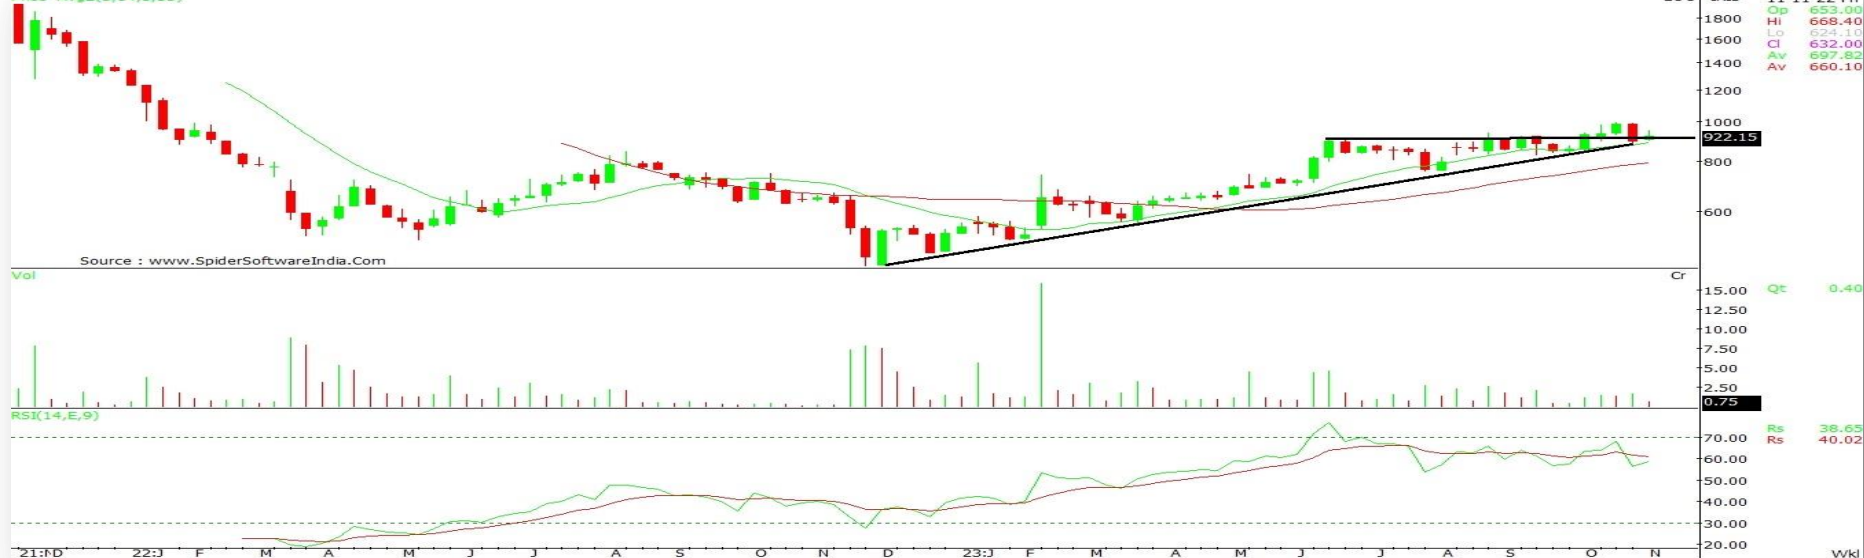 1800
1600
1400
1200
1000
922.15
800
600
Op 653.00
Hi 668.40
Lo 624.10
Cl 632.00
Av 697.82
Av 660.10
Source : www.SpiderSoftwareIndia.Com
Vol
Cr
15.00
12.50
10.00
7.50
5.00
2.50
0.75
Qt 0.40
RSI(14,E,9)
70.00
60.00
50.00
40.00
30.00
20.00
Rs 38.65
Rs 40.02
22:J F M A M J J A S O N D 23:J F M A M J J A S O N Wkl